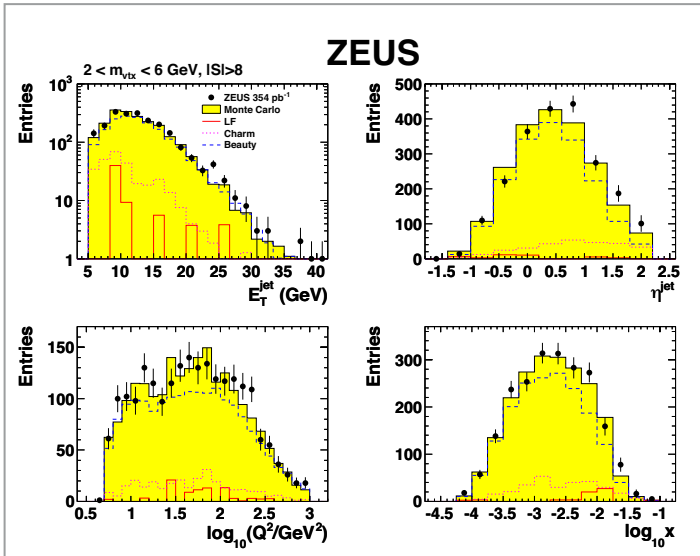 ZEUS
2 < m_vtx < 6 GeV, |S|>8
Entries
10³
10²
10
1
ZEUS 354 pb⁻¹
Monte Carlo
LF
Charm
Beauty
5 10 15 20 25 30 35 40
E_T^jet (GeV)
Entries
500
400
300
200
100
0
-1.5 -1 -0.5 0 0.5 1 1.5 2
η^jet
Entries
150
100
50
0
0.5 1 1.5 2 2.5 3
log₁₀(Q²/GeV²)
Entries
300
200
100
0
-4.5 -4 -3.5 -3 -2.5 -2 -1.5 -1
log₁₀x